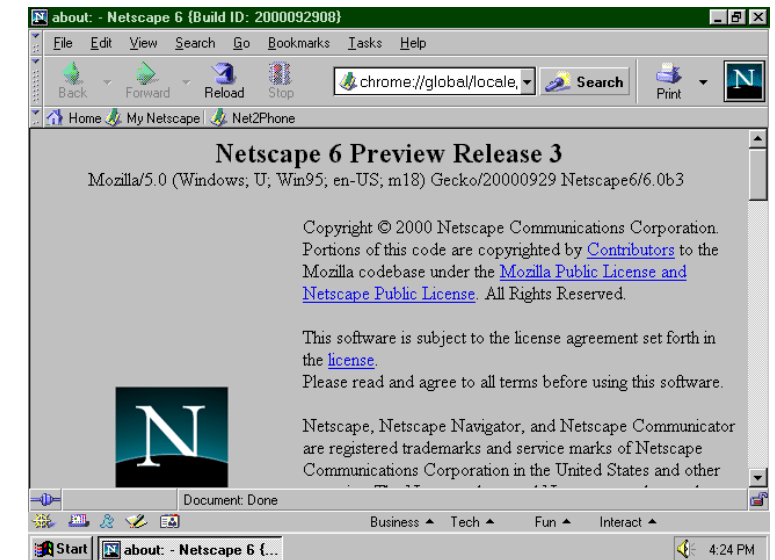 about: - Netscape 6 {Build ID: 2000092908}
File Edit View Search Go Bookmarks Tasks Help
Back Forward Reload Stop chrome://global/locale, Search Print N
Home My Netscape Net2Phone
Netscape 6 Preview Release 3
Mozilla/5.0 (Windows; U; Win95; en-US; m18) Gecko/20000929 Netscape6/6.0b3
Copyright © 2000 Netscape Communications Corporation.
Portions of this code are copyrighted by Contributors to the
Mozilla codebase under the Mozilla Public License and
Netscape Public License. All Rights Reserved.
This software is subject to the license agreement set forth in
the license.
Please read and agree to all terms before using this software.
N
Netscape, Netscape Navigator, and Netscape Communicator
are registered trademarks and service marks of Netscape
Communications Corporation in the United States and other
Document: Done
Business Tech Fun Interact
Start about: - Netscape 6 {... 4:24 PM